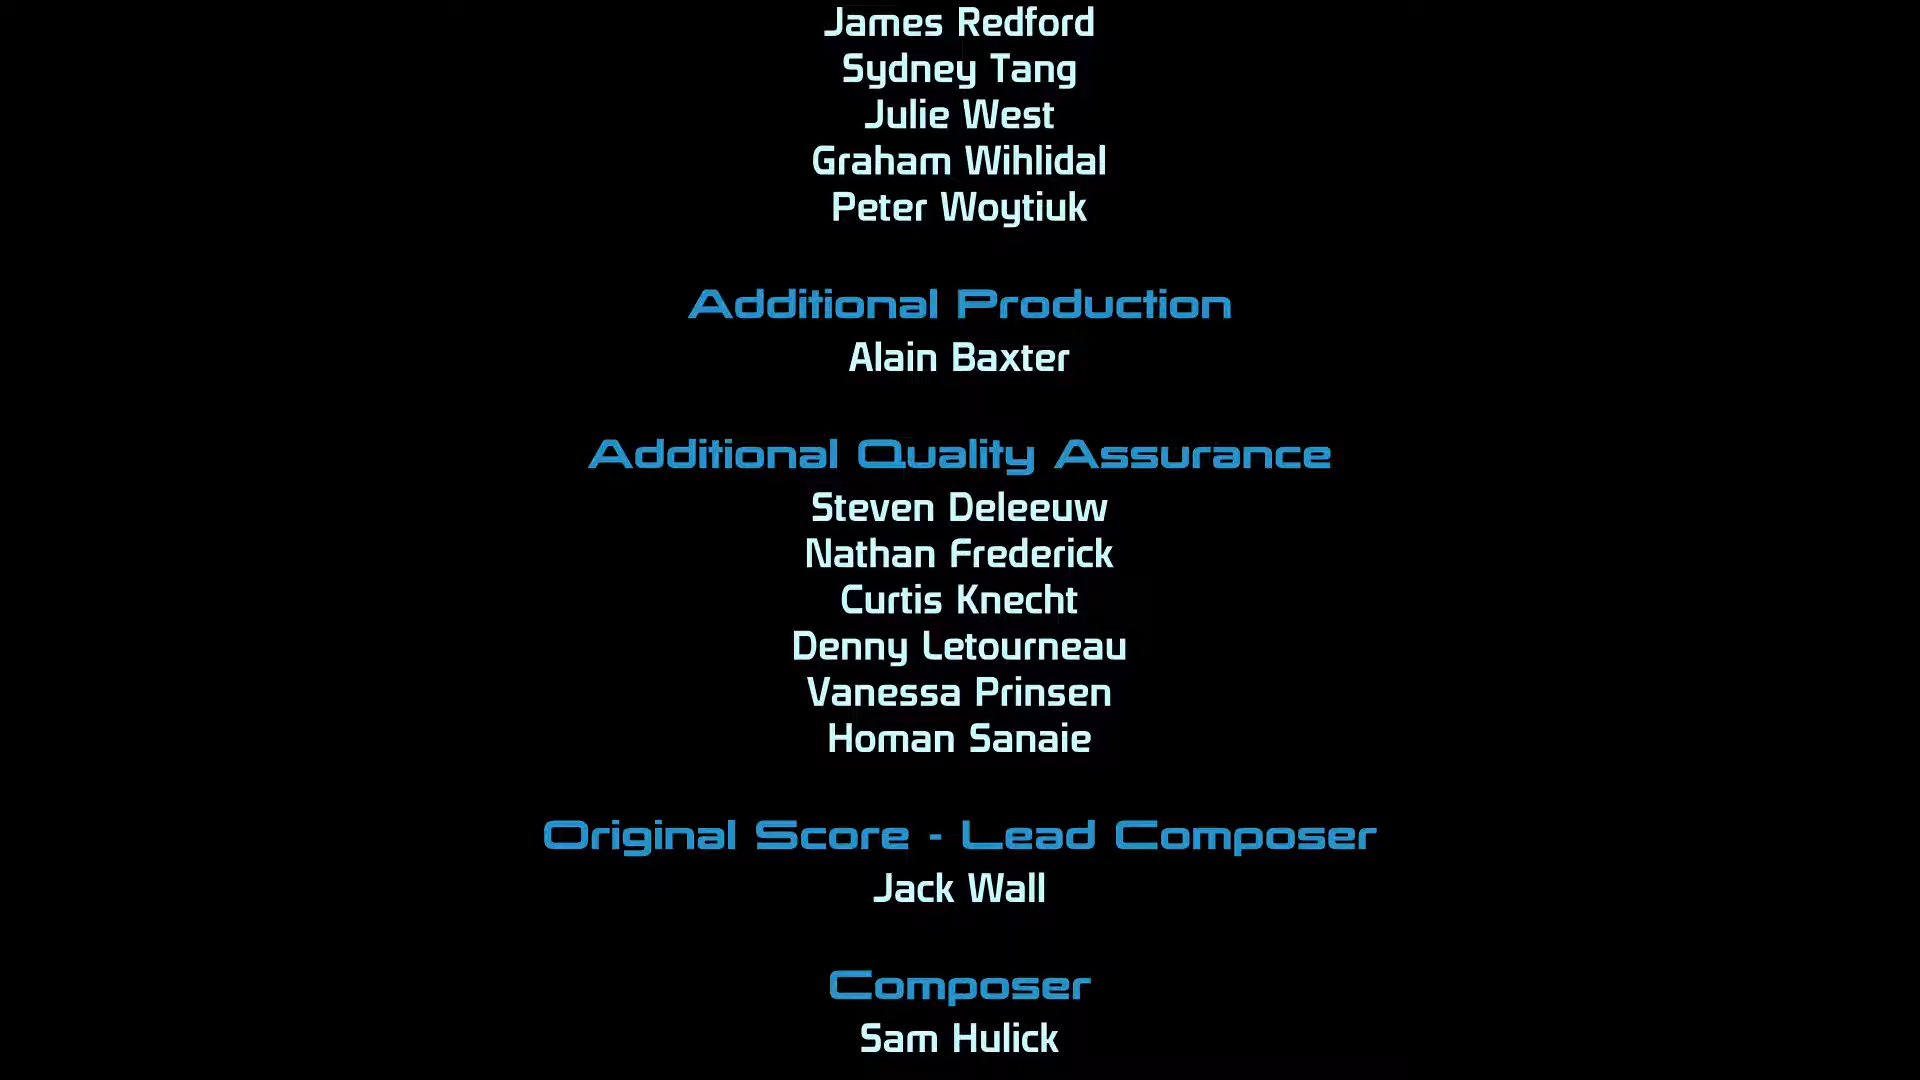 James Redford
Sydney Tang
Julie West
Graham Wihlidal
Peter Woytiuk
Additional Production
Alain Baxter
Additional Quality Assurance
Steven Deleeuw
Nathan Frederick
Curtis Knecht
Denny Letourneau
Vanessa Prinsen
Homan Sanaie
Original Score - Lead Composer
Jack Wall
Composer
Sam Hulick